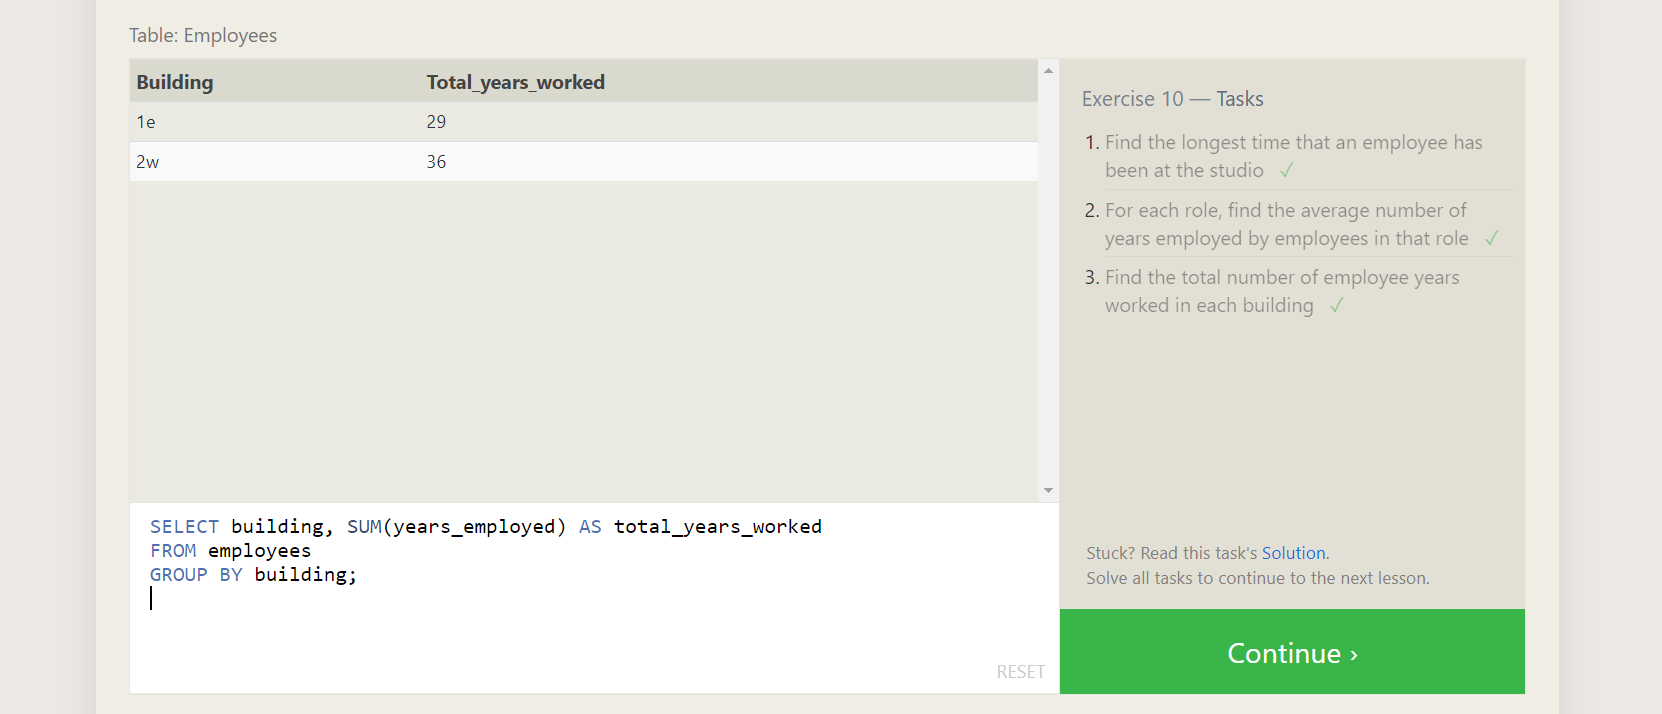 Table: Employees
Building Total_years_worked
1e 29
2w 36
SELECT building, SUM(years_employed) AS total_years_worked
FROM employees
GROUP BY building;
RESET
Exercise 10 — Tasks
1. Find the longest time that an employee has
been at the studio ✓
2. For each role, find the average number of
years employed by employees in that role ✓
3. Find the total number of employee years
worked in each building ✓
Stuck? Read this task's Solution.
Solve all tasks to continue to the next lesson.
Continue ›